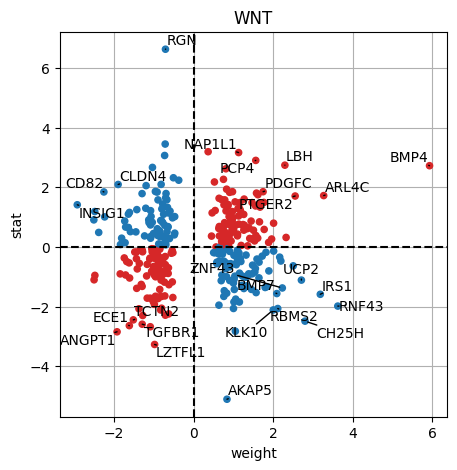 WNT
RGN
6
4
NAP1L1
LBH
BMP4
PCP4
CLDN4
CD82
PDGFC
ARL4C
2
PTGER2
INSIG1
stat
0
ZNF43
UCP2
BMP7
IRS1
−2
RNF43
TCTN2
ECE1
RBMS2
KLK10
CH25H
TGFBR1
ANGPT1
LZTFL1
−4
AKAP5
−2
0
2
4
6
weight